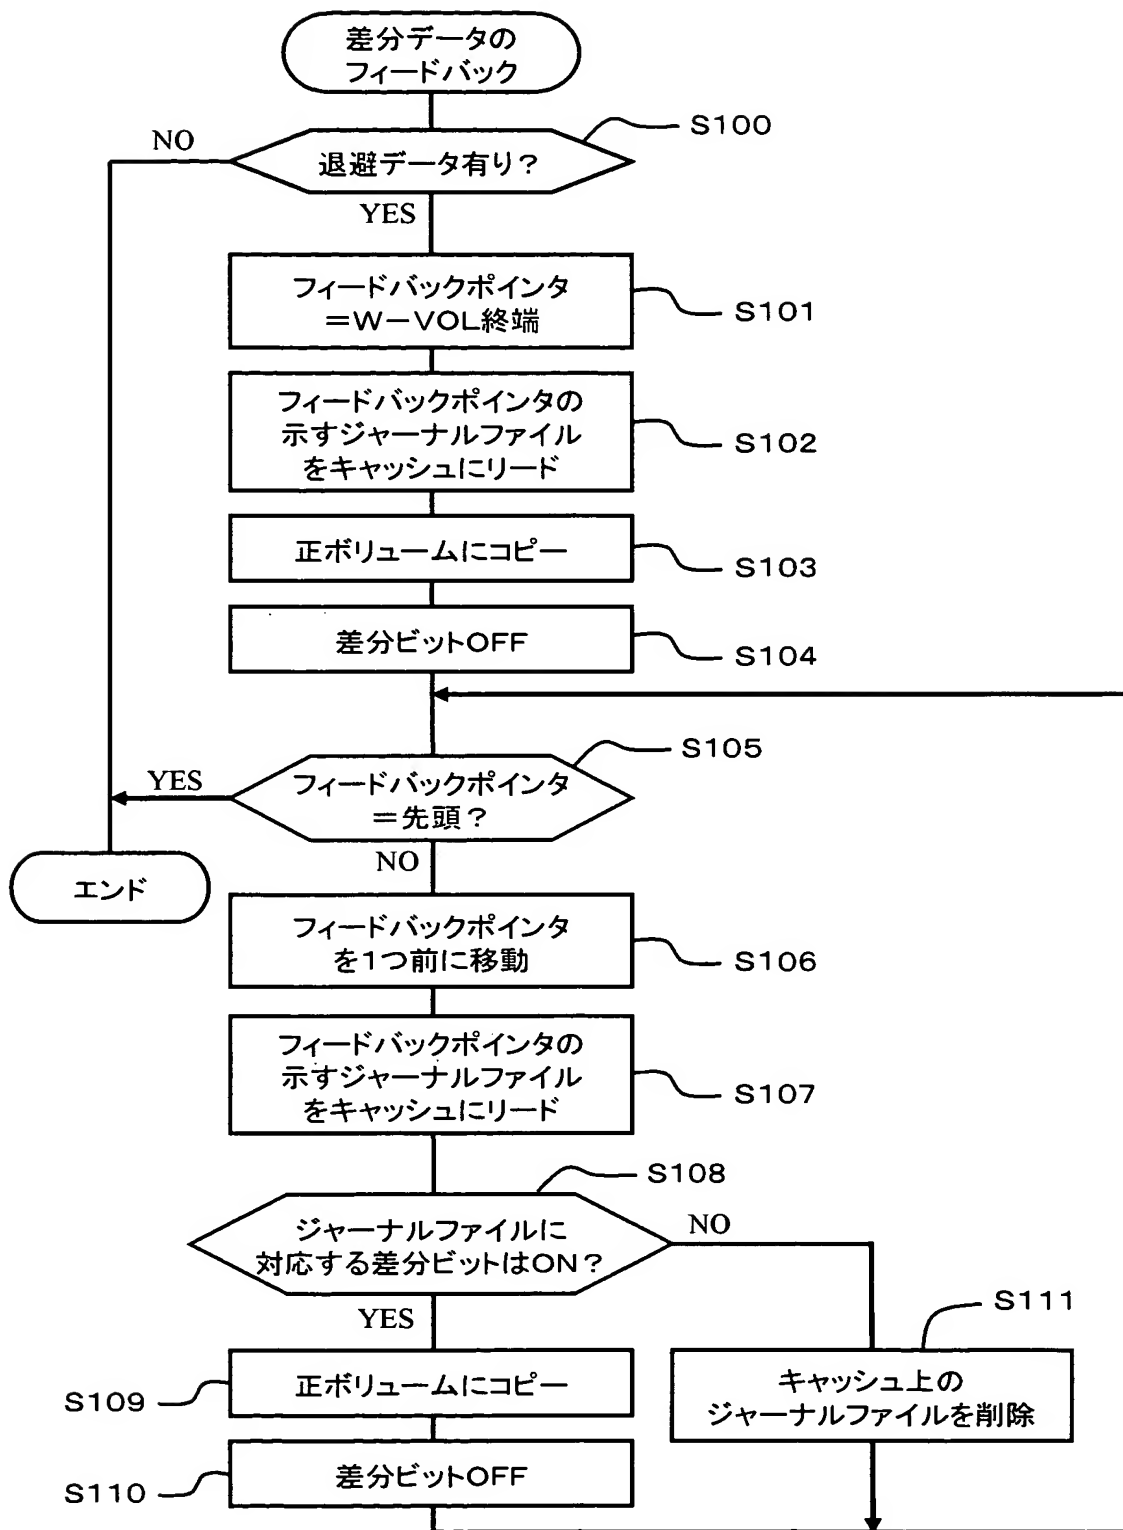 差分データの
フィードバック
S100
NO
退避データ有り？
YES
フィードバックポインタ
＝W－VOL終端
S101
フィードバックポインタの
示すジャーナルファイル
をキャッシュにリード
S102
正ボリュームにコピー
S103
差分ビットOFF
S104
S105
YES
フィードバックポインタ
＝先頭？
NO
エンド
フィードバックポインタ
を1つ前に移動
S106
フィードバックポインタの
示すジャーナルファイル
をキャッシュにリード
S107
S108
ジャーナルファイルに
対応する差分ビットはON？
NO
YES
S111
正ボリュームにコピー
S109
キャッシュ上の
ジャーナルファイルを削除
差分ビットOFF
S110